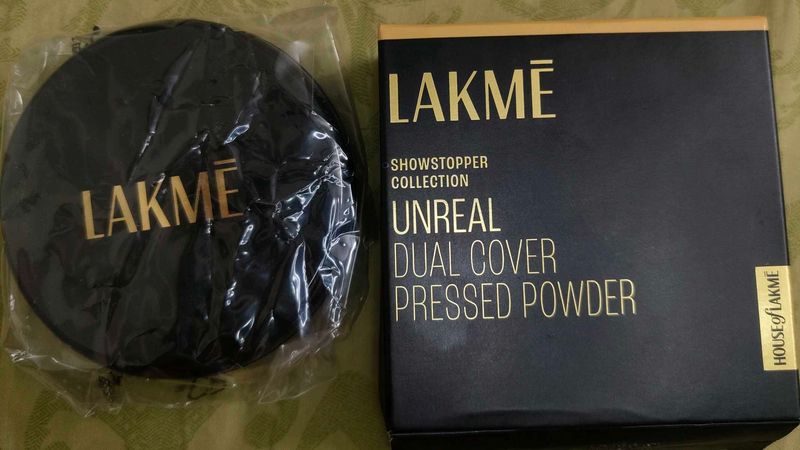 LAKMĒ
LAKMĒ
SHOWSTOPPER
COLLECTION
UNREAL
DUAL COVER
PRESSED POWDER
HOUSE of LAKMĒ